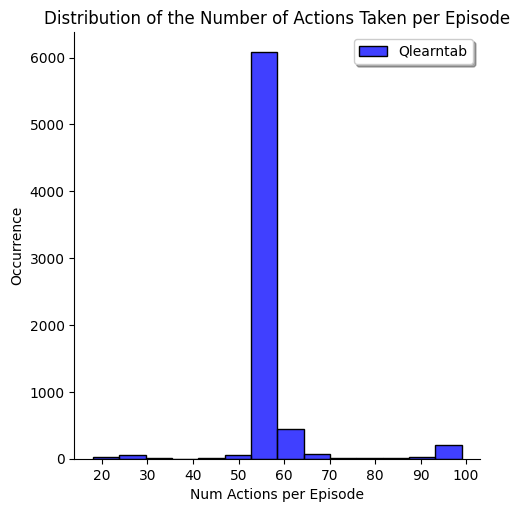 Distribution of the Number of Actions Taken per Episode
Qlearntab
6000
5000
4000
3000
2000
1000
0
Occurrence
20 30 40 50 60 70 80 90 100
Num Actions per Episode